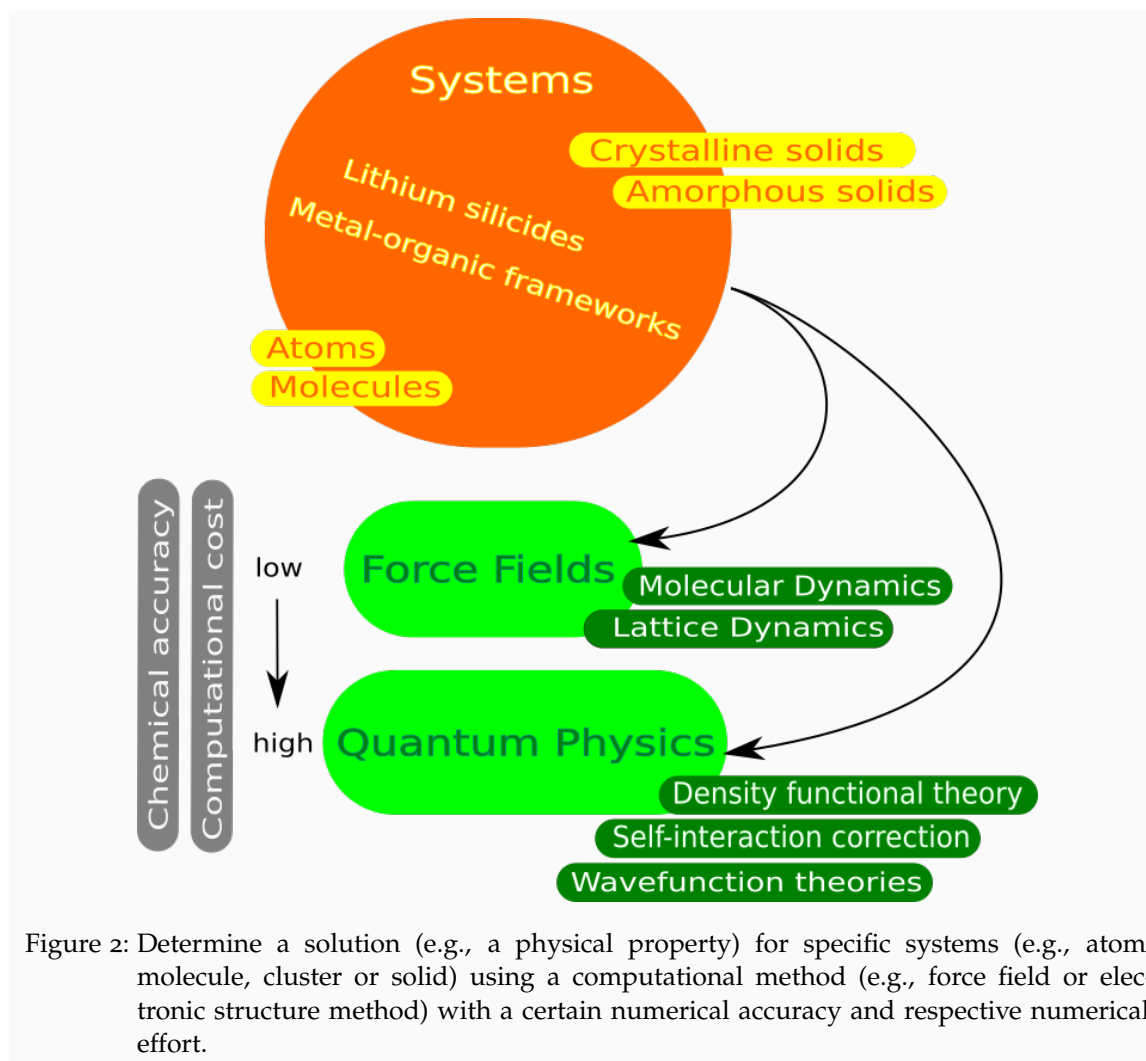 Systems
Crystalline solids
Amorphous solids
Lithium silicides
Metal-organic frameworks
Atoms
Molecules
Chemical accuracy
Computational cost
low
high
Force Fields
Molecular Dynamics
Lattice Dynamics
Quantum Physics
Density functional theory
Self-interaction correction
Wavefunction theories
Figure 2: Determine a solution (e.g., a physical property) for specific systems (e.g., atom
molecule, cluster or solid) using a computational method (e.g., force field or elec
tronic structure method) with a certain numerical accuracy and respective numerical
effort.